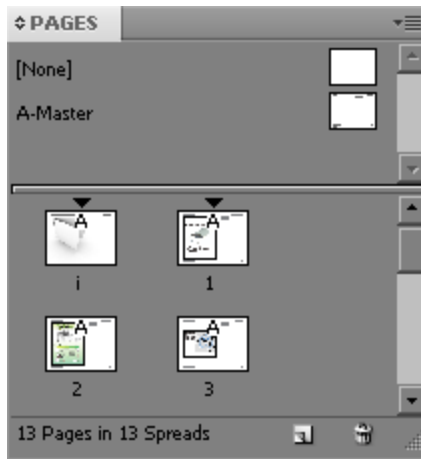 PAGES
[None]
A-Master
A A
i 1
A A
2 3
13 Pages in 13 Spreads